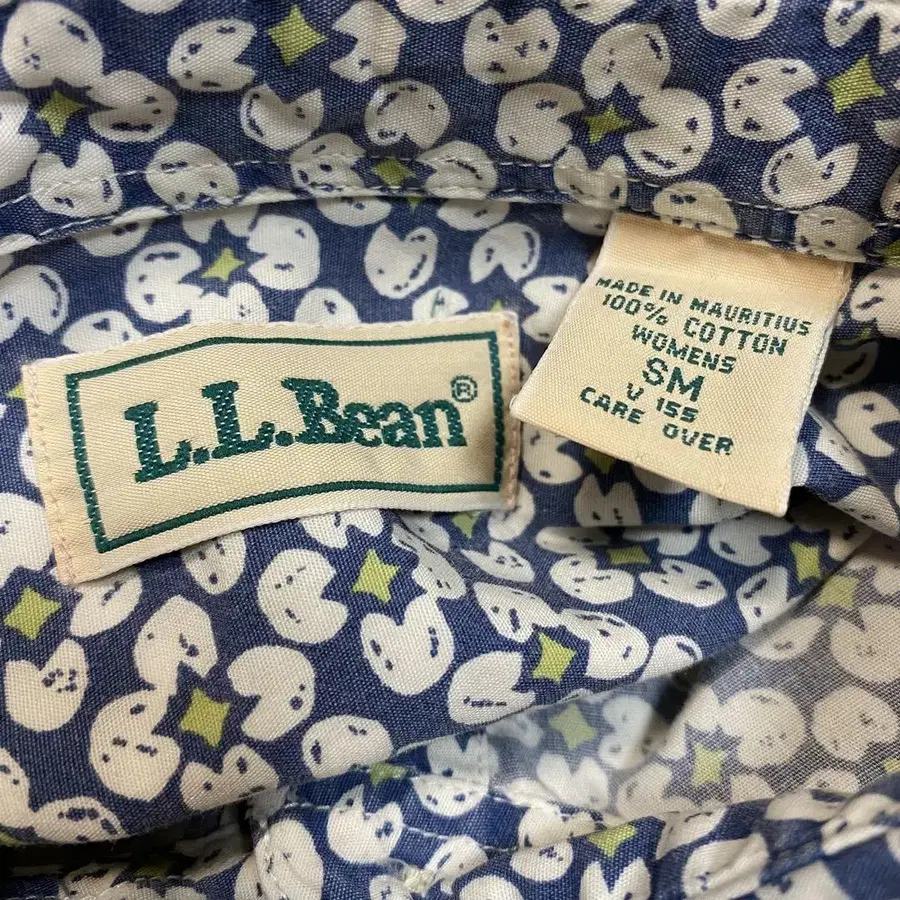 L.L.Bean®
MADE IN MAURITIUS
100% COTTON
WOMENS
SM
V 155
CARE OVER